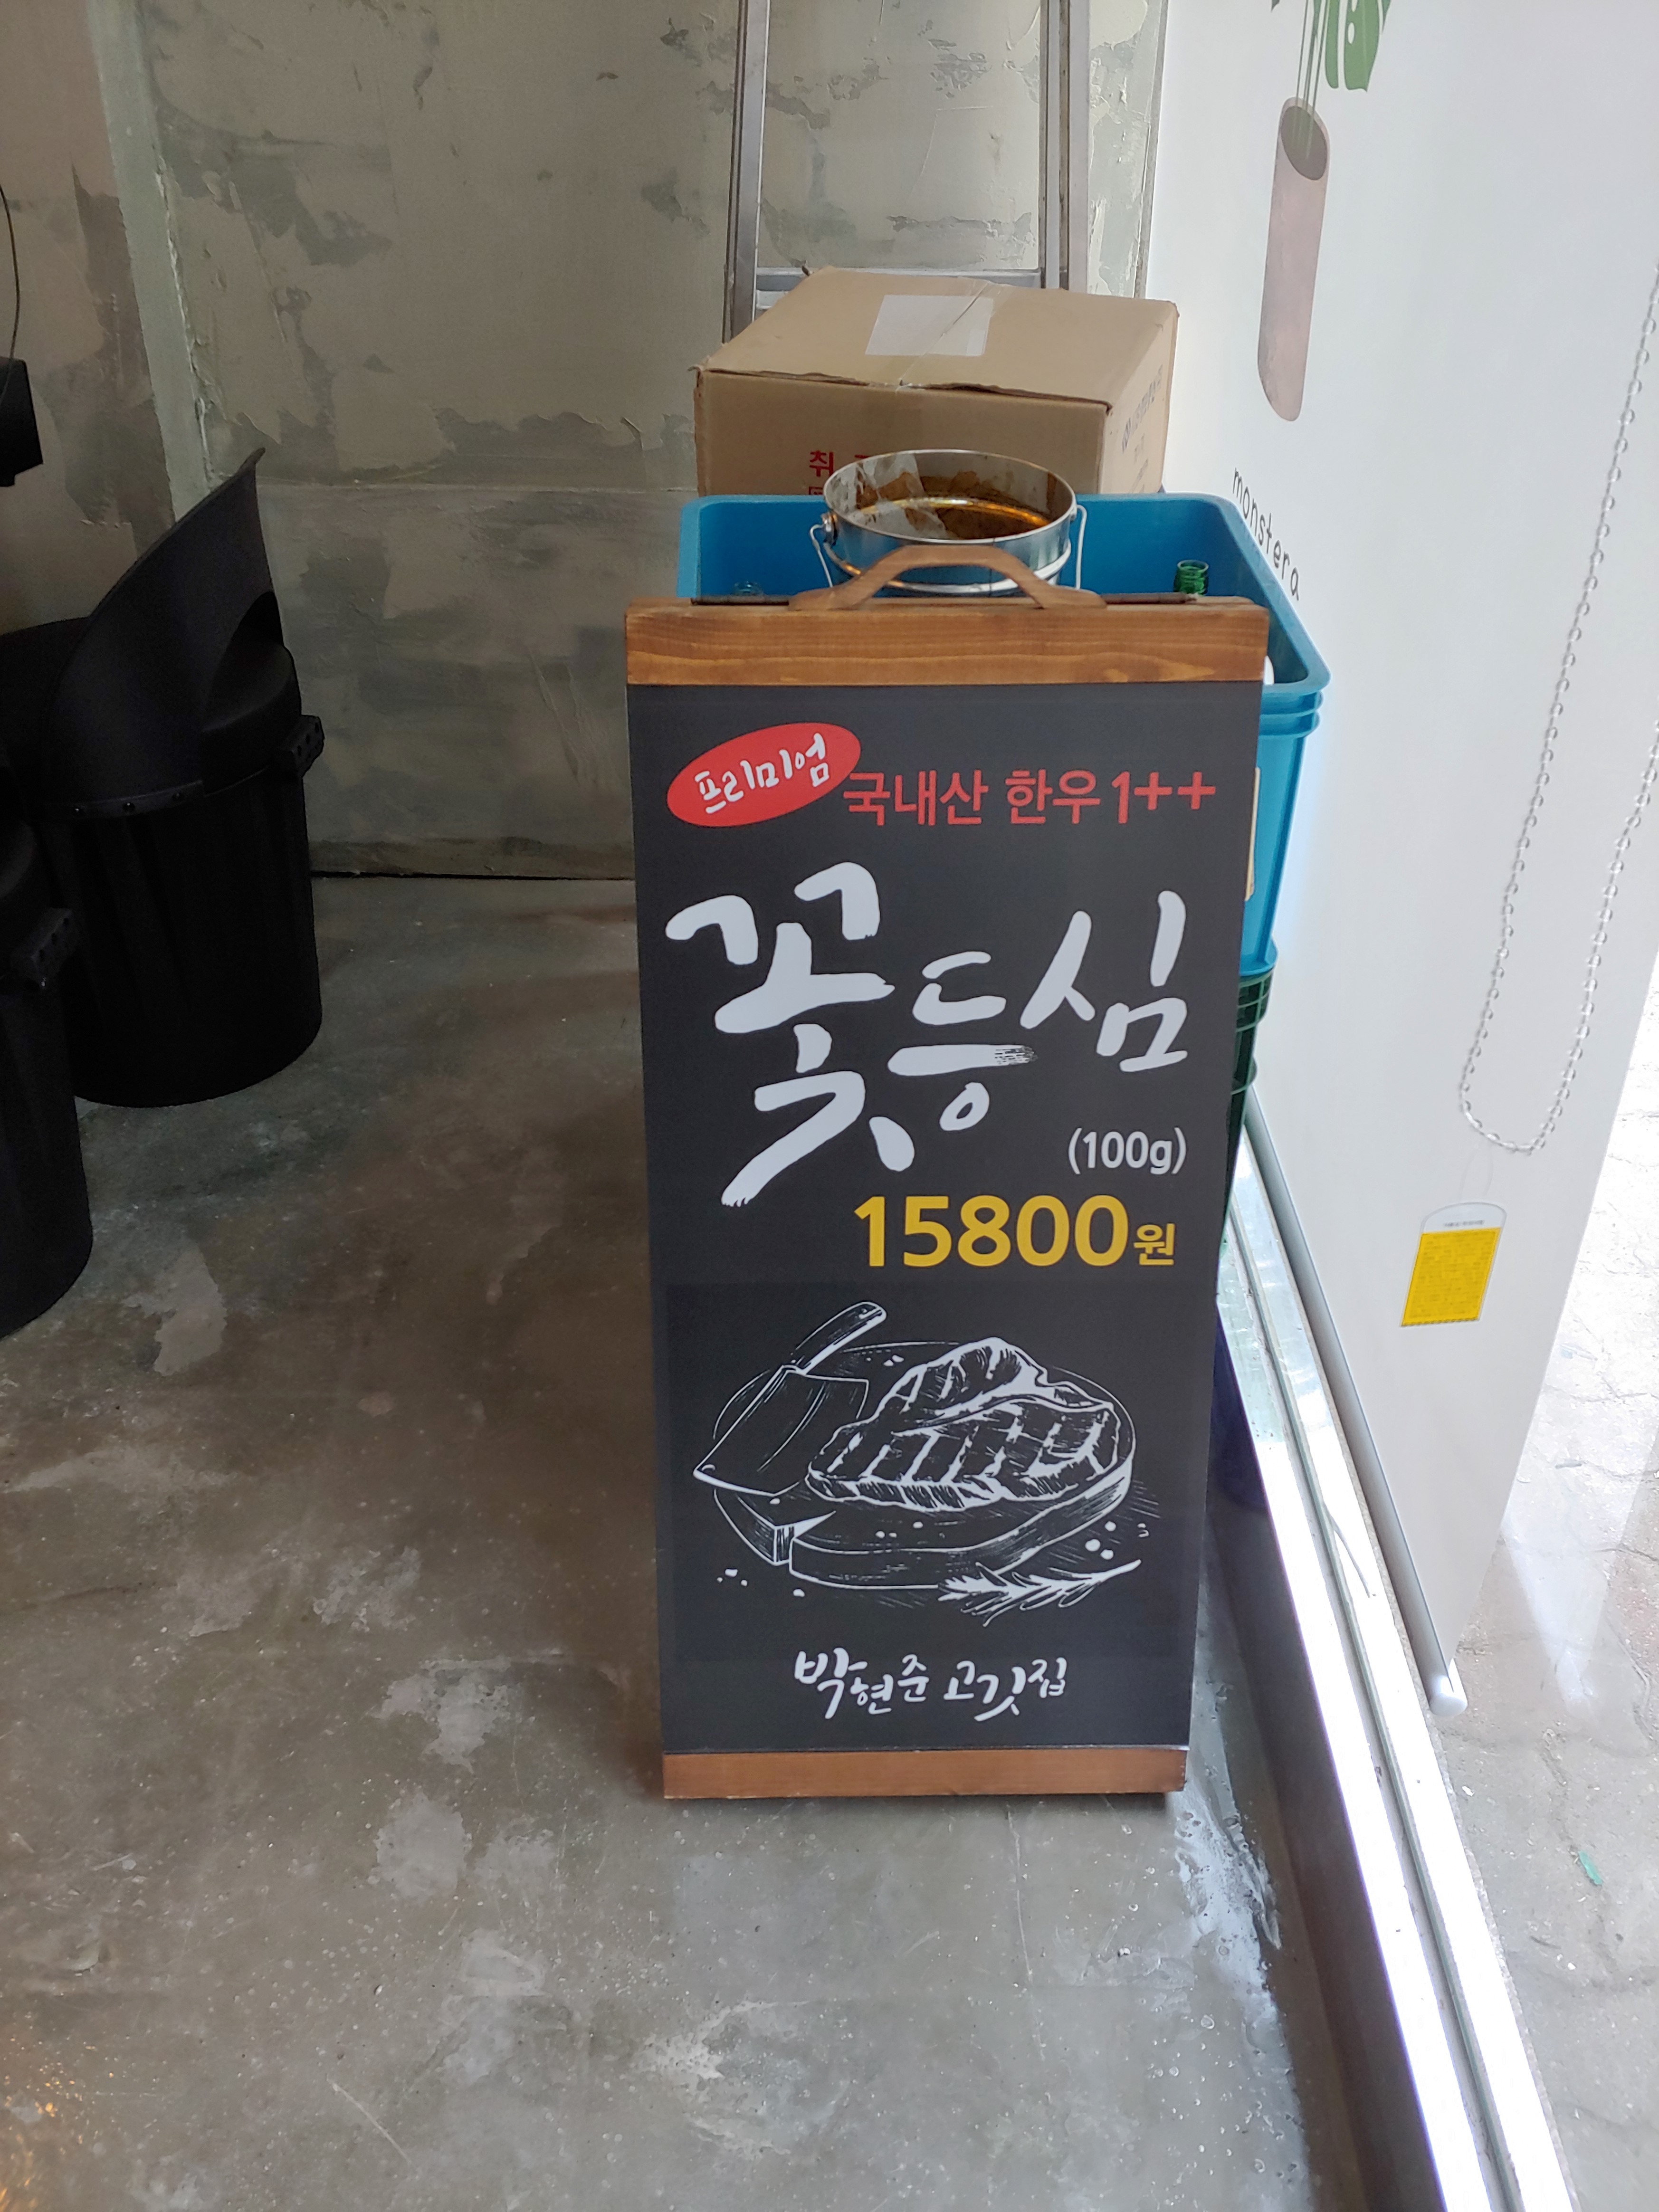 취
monstera
프리미엄 국내산 한우 1++
꽃등심
(100g)
15800원
박현준 고깃집